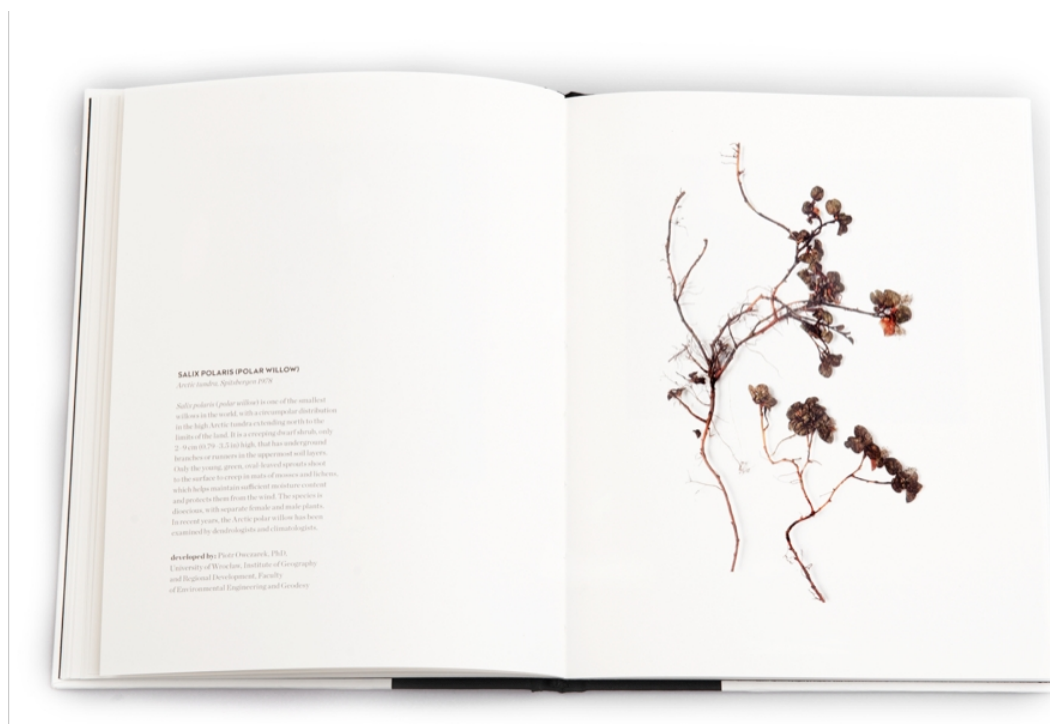 SALIX POLARIS (POLAR WILLOW)
Arctic tundra, Spitsbergen 1978
Salix polaris (polar willow) is one of the smallest
willows in the world, with a circumpolar distribution
in the high Arctic tundra extending north to the
limits of the land. It is a creeping dwarf shrub, only
2–9 cm (0.79–3.5 in) high, that has underground
branches or runners in the uppermost soil layers.
Only the young, green, oval-leaved sprouts shoot
to the surface to creep in mats of mosses and lichens,
which helps maintain sufficient moisture content
and protects them from the wind. The species is
dioecious, with separate female and male plants.
In recent years, the Arctic polar willow has been
examined by dendrologists and climatologists.
developed by: Piotr Owczarek, PhD,
University of Wrocław, Institute of Geography
and Regional Development, Faculty
of Environmental Engineering and Geodesy